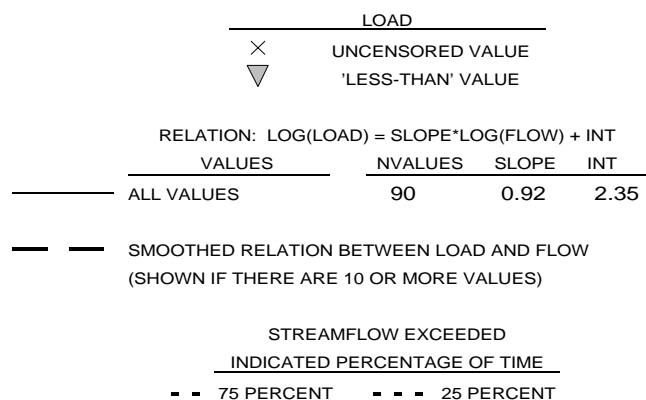 LOAD
UNCENSORED VALUE
'LESS-THAN' VALUE
RELATION: LOG(LOAD) = SLOPE*LOG(FLOW) + INT
VALUES NVALUES SLOPE INT
ALL VALUES 90 0.92 2.35
SMOOTHED RELATION BETWEEN LOAD AND FLOW
(SHOWN IF THERE ARE 10 OR MORE VALUES)
STREAMFLOW EXCEEDED
INDICATED PERCENTAGE OF TIME
75 PERCENT 25 PERCENT